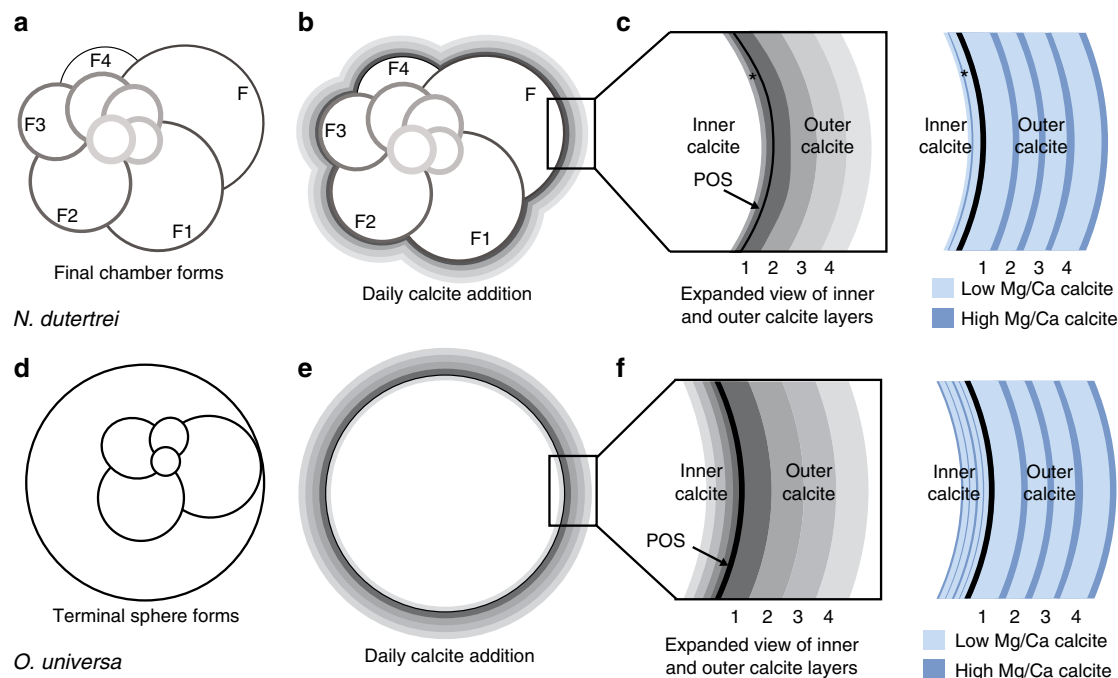 a
F4
F
F3
F2
F1
Final chamber forms
N. dutertrei
b
F4
F
F3
F2
F1
Daily calcite addition
c
*
Inner
calcite
Outer
calcite
POS
1 2 3 4
Expanded view of inner
and outer calcite layers
*
Inner
calcite
Outer
calcite
1 2 3 4
Low Mg/Ca calcite
High Mg/Ca calcite
d
Terminal sphere forms
O. universa
e
Daily calcite addition
f
Inner
calcite
Outer
calcite
POS
1 2 3 4
Expanded view of inner
and outer calcite layers
Inner
calcite
Outer
calcite
1 2 3 4
Low Mg/Ca calcite
High Mg/Ca calcite